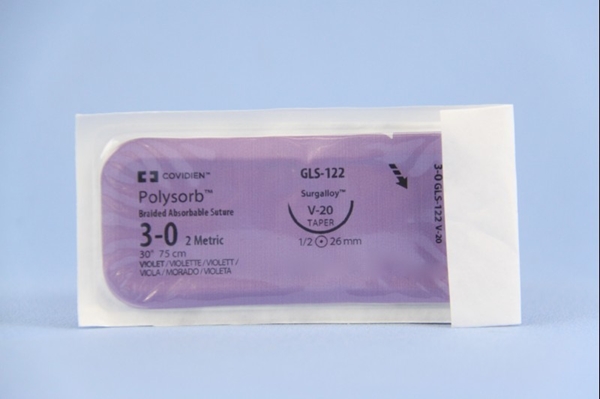 COVIDIEN™
Polysorb™
Braided Absorbable Suture
3-0 2 Metric
30" 75 cm
VIOLET / VIOLETTE / VIOLETT /
VIOLA / MORADO / VIOLETA
GLS-122
Surgalloy™
V-20
TAPER
1/2 26 mm
3-0 GLS-122 V-20